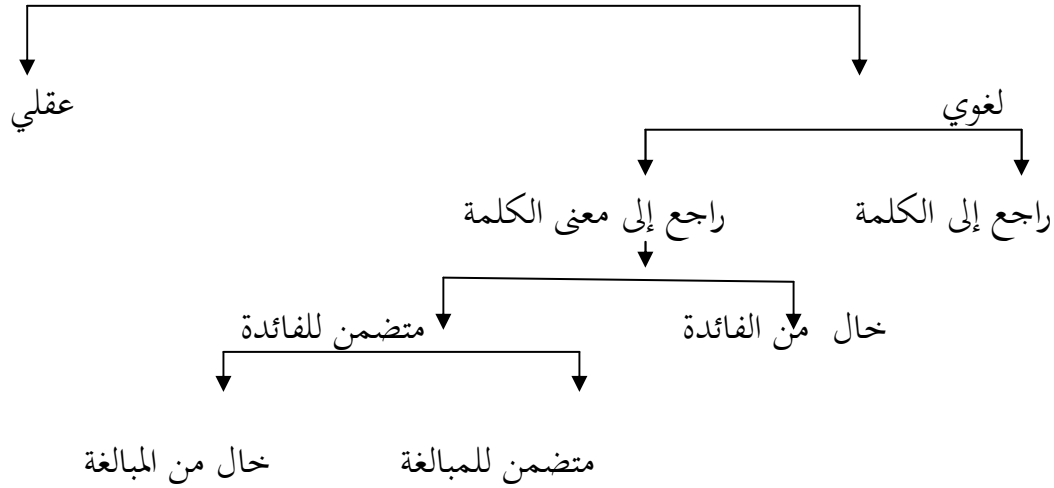 لغوي
عقلي
راجع إلى الكلمة
راجع إلى معنى الكلمة
خال من الفائدة
متضمن للفائدة
متضمن للمبالغة
خال من المبالغة